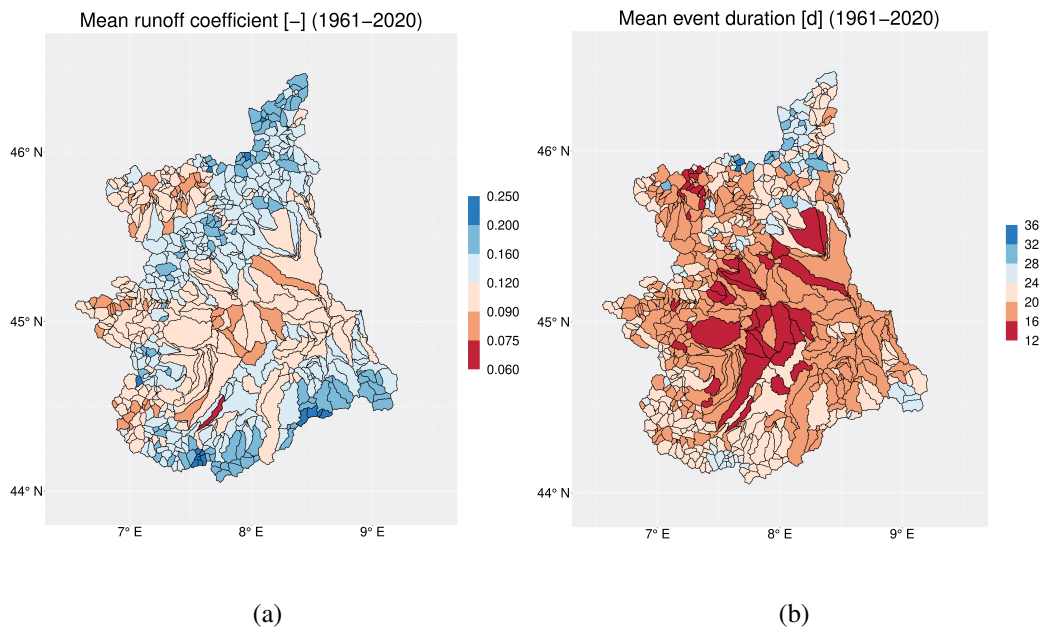 Mean runoff coefficient [−] (1961−2020)
46° N
45° N
44° N
7° E
8° E
9° E
0.250
0.200
0.160
0.120
0.090
0.075
0.060
(a)
Mean event duration [d] (1961−2020)
46° N
45° N
44° N
7° E
8° E
9° E
36
32
28
24
20
16
12
(b)